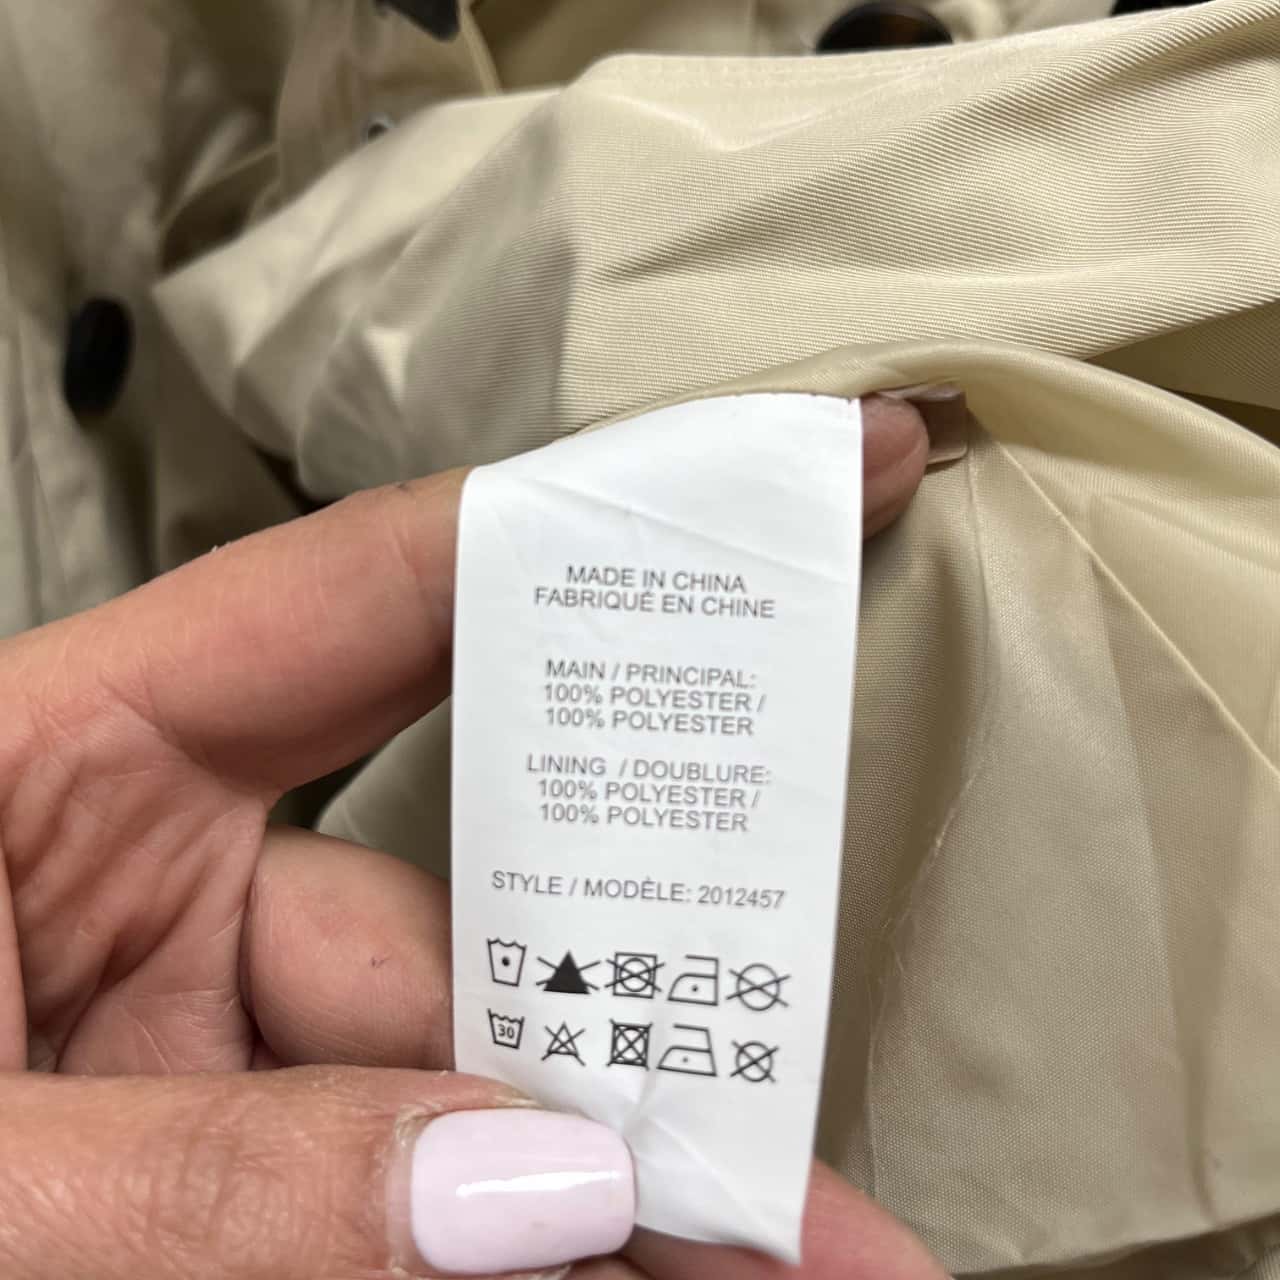 MADE IN CHINA
FABRIQUÉ EN CHINE
MAIN / PRINCIPAL:
100% POLYESTER /
100% POLYESTER
LINING / DOUBLURE:
100% POLYESTER /
100% POLYESTER
STYLE / MODÈLE: 2012457
30